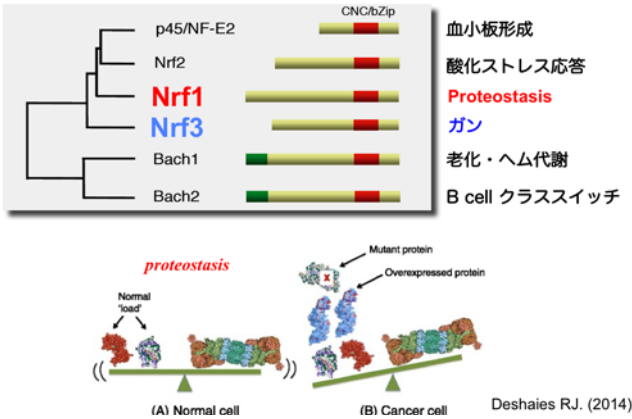 CNC/bZip
p45/NF-E2
血小板形成
Nrf2
酸化ストレス応答
Nrf1
Proteostasis
Nrf3
ガン
Bach1
老化・ヘム代謝
Bach2
B cell クラススイッチ
proteostasis
Mutant protein
X
Overexpressed protein
Normal
'load'
(A) Normal cell
(B) Cancer cell
Deshaies RJ. (2014)